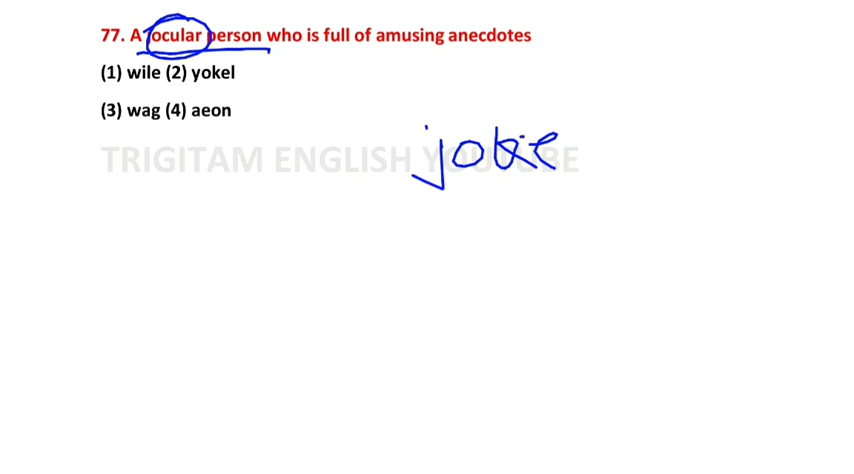 77. A jocular person who is full of amusing anecdotes
(1) wile (2) yokel
(3) wag (4) aeon
joke
TRIGITAM ENGLISH YOUTUBE